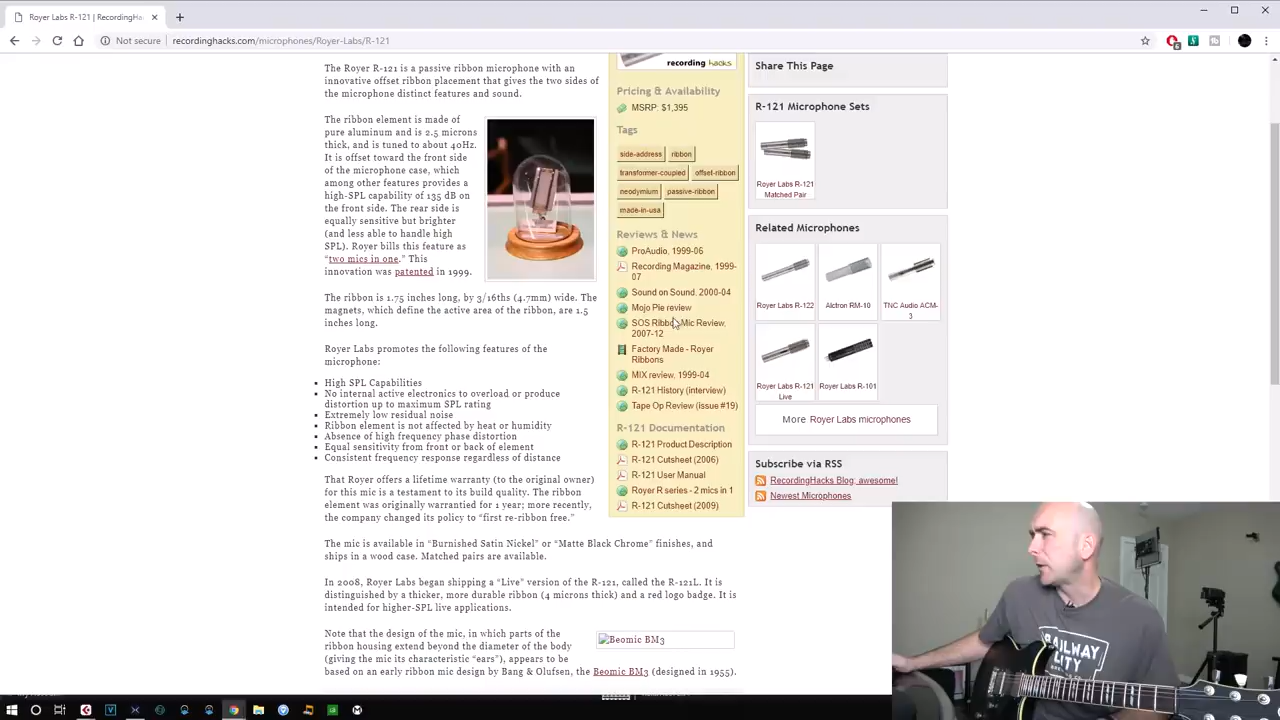 Royer Labs R-121 | RecordingHa
Not secure
recordinghacks.com/microphones/Royer-Labs/R-121
The Royer R-121 is a passive ribbon microphone with an
innovative offset ribbon placement that gives the two sides of
the microphone distinct features and sound.
The ribbon element is made of
pure aluminum and is 2.5 microns
thick, and is tuned to about 40Hz.
It is offset toward the front side
of the microphone case, which
among other features provides a
high-SPL capability of 135 dB on
the front side. The rear side is
equally sensitive but brighter
(and less able to handle high
SPL). Royer bills this feature as
“two mics in one.” This
innovation was patented in 1999.
The ribbon is 1.75 inches long, by 3/16ths (4.7mm) wide. The
magnets, which define the active area of the ribbon, are 1.5
inches long.
Royer Labs promotes the following features of the
microphone:
High SPL Capabilities
No internal active electronics to overload or produce
distortion up to maximum SPL rating
Extremely low residual noise
Ribbon element is not affected by heat or humidity
Absence of high frequency phase distortion
Equal sensitivity from front or back of element
Consistent frequency response regardless of distance
That Royer offers a lifetime warranty (to the original owner)
for this mic is a testament to its build quality. The ribbon
element was originally warrantied for 1 year; more recently,
the company changed its policy to “first re-ribbon free.”
The mic is available in “Burnished Satin Nickel” or “Matte Black Chrome” finishes, and
ships in a wood case. Matched pairs are available.
In 2008, Royer Labs began shipping a “Live” version of the R-121, called the R-121L. It is
distinguished by a thicker, more durable ribbon (4 microns thick) and a red logo badge. It is
intended for higher-SPL live applications.
Note that the design of the mic, in which parts of the
ribbon housing extend beyond the diameter of the body
(giving the mic its characteristic “ears”), appears to be
based on an early ribbon mic design by Bang & Olufsen, the Beomic BM3 (designed in 1955).
Beomic BM3
recording hacks
Pricing & Availability
MSRP: $1,395
Tags
side-address ribbon
transformer-coupled offset-ribbon
neodymium passive-ribbon
made-in-usa
Reviews & News
ProAudio, 1999-06
Recording Magazine, 1999-
07
Sound on Sound, 2000-04
Mojo Pie review
SOS Ribbon Mic Review,
2007-12
Factory Made - Royer
Ribbons
MIX review, 1999-04
R-121 History (interview)
Tape Op Review (issue #19)
R-121 Documentation
R-121 Product Description
R-121 Cutsheet (2006)
R-121 User Manual
Royer R series - 2 mics in 1
R-121 Cutsheet (2009)
Share This Page
R-121 Microphone Sets
Royer Labs R-121
Matched Pair
Related Microphones
Royer Labs R-122
Alctron RM-10
TNC Audio ACM-
3
Royer Labs R-121
Live
Royer Labs R-101
More Royer Labs microphones
Subscribe via RSS
RecordingHacks Blog; awesome!
Newest Microphones
RAILWAY
CITY